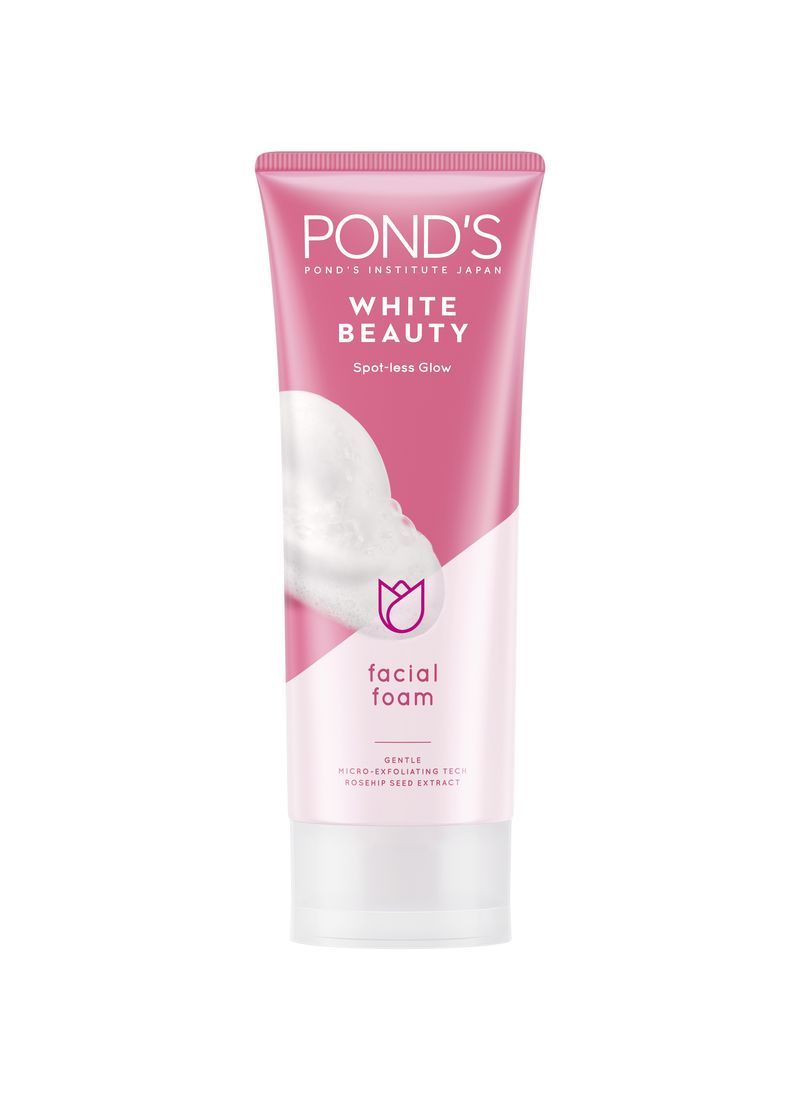 POND'S
POND'S INSTITUTE JAPAN
WHITE
BEAUTY
Spot-less Glow
facial
foam
GENTLE
MICRO-EXFOLIATING TECH
ROSEHIP SEED EXTRACT